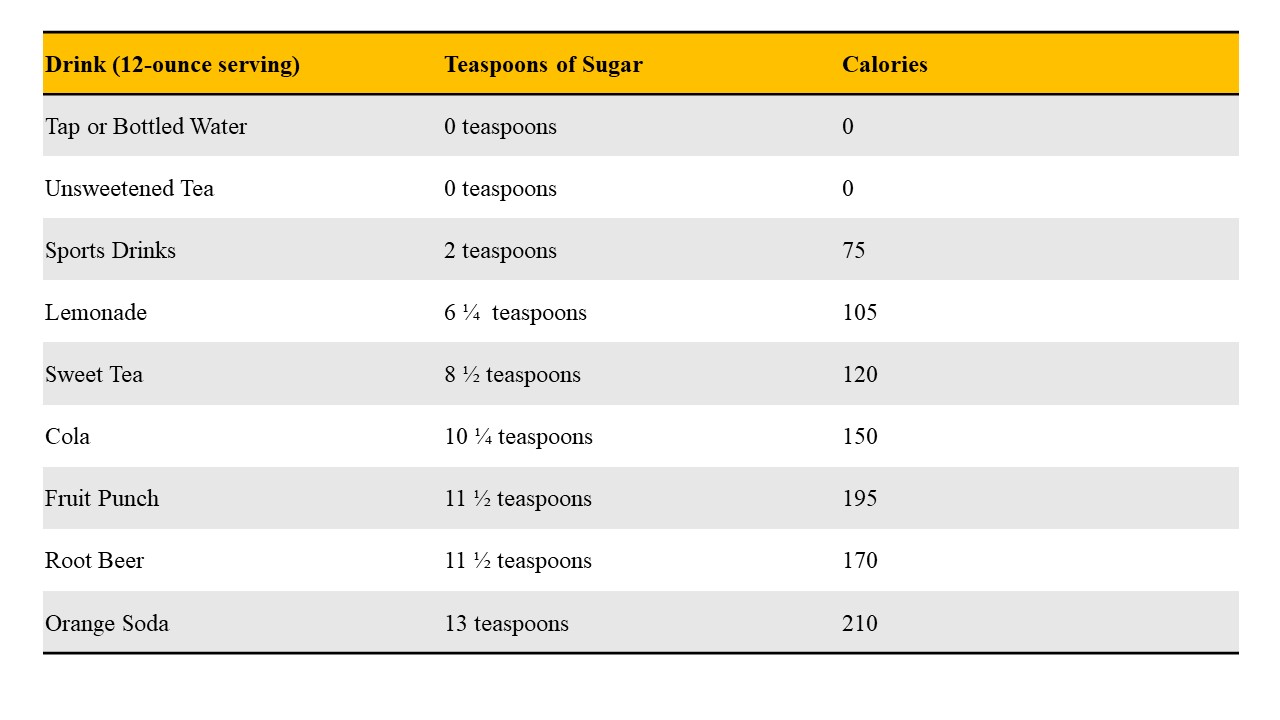 Drink (12-ounce serving) Teaspoons of Sugar Calories
Tap or Bottled Water 0 teaspoons 0
Unsweetened Tea 0 teaspoons 0
Sports Drinks 2 teaspoons 75
Lemonade 6 ¼  teaspoons 105
Sweet Tea 8 ½ teaspoons 120
Cola 10 ¼ teaspoons 150
Fruit Punch 11 ½ teaspoons 195
Root Beer 11 ½ teaspoons 170
Orange Soda 13 teaspoons 210